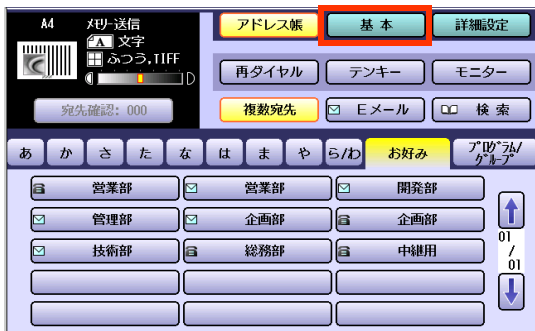 A4 ﾒﾓﾘｰ送信
A 文字
ふつう,TIFF
D
宛先確認: 000
アドレス帳 基本 詳細設定
再ダイヤル テンキー モニター
複数宛先 Eメール 検索
あ か さ た な は ま や ら/わ お好み ﾌﾟﾛｸﾞﾗﾑ/
ｸﾞﾙｰﾌﾟ
営業部 営業部 開発部
管理部 企画部 企画部
技術部 総務部 中継用
01
/
01